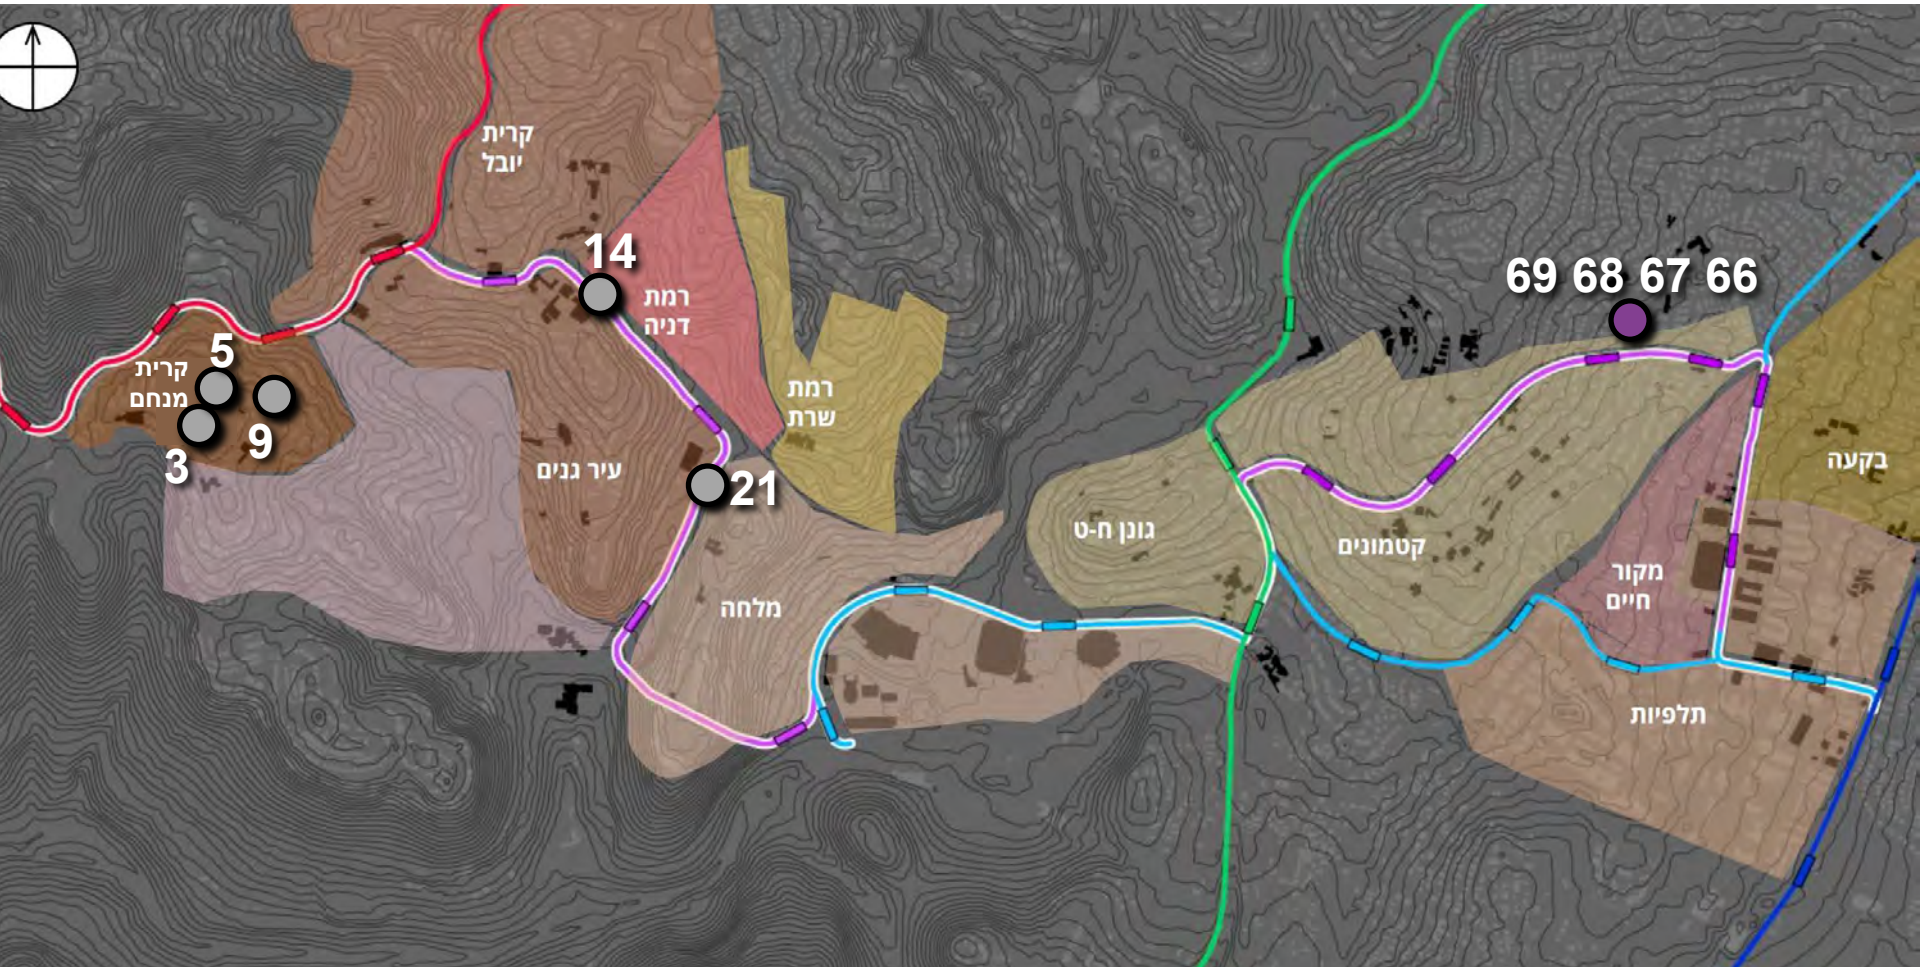 קרית
יובל
14
רמת
דניה
69 68 67 66
5
קרית
מנחם
9
3
רמת
שרת
עיר גנים
21
בקעה
גונן ח-ט
קטמונים
מקור
חיים
מלחה
תלפיות